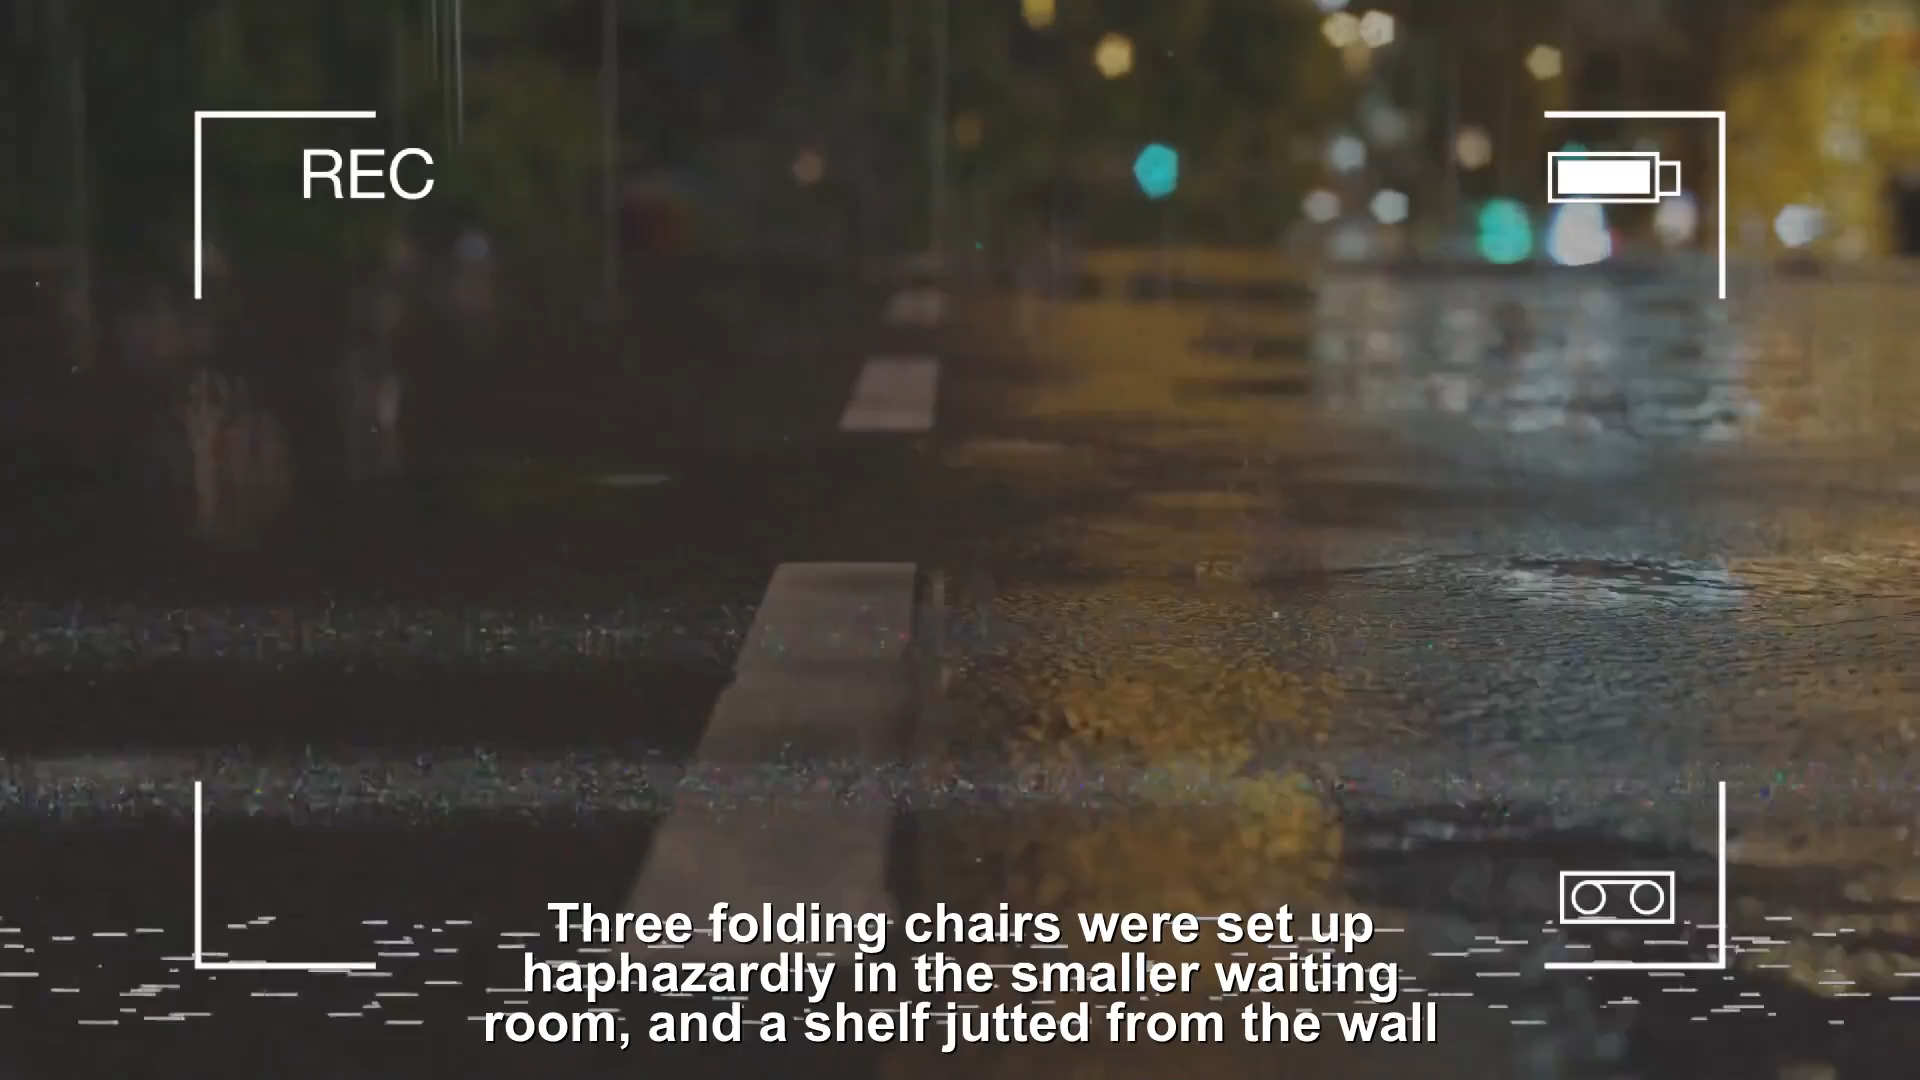 REC
Three folding chairs were set up
haphazardly in the smaller waiting
room, and a shelf jutted from the wall